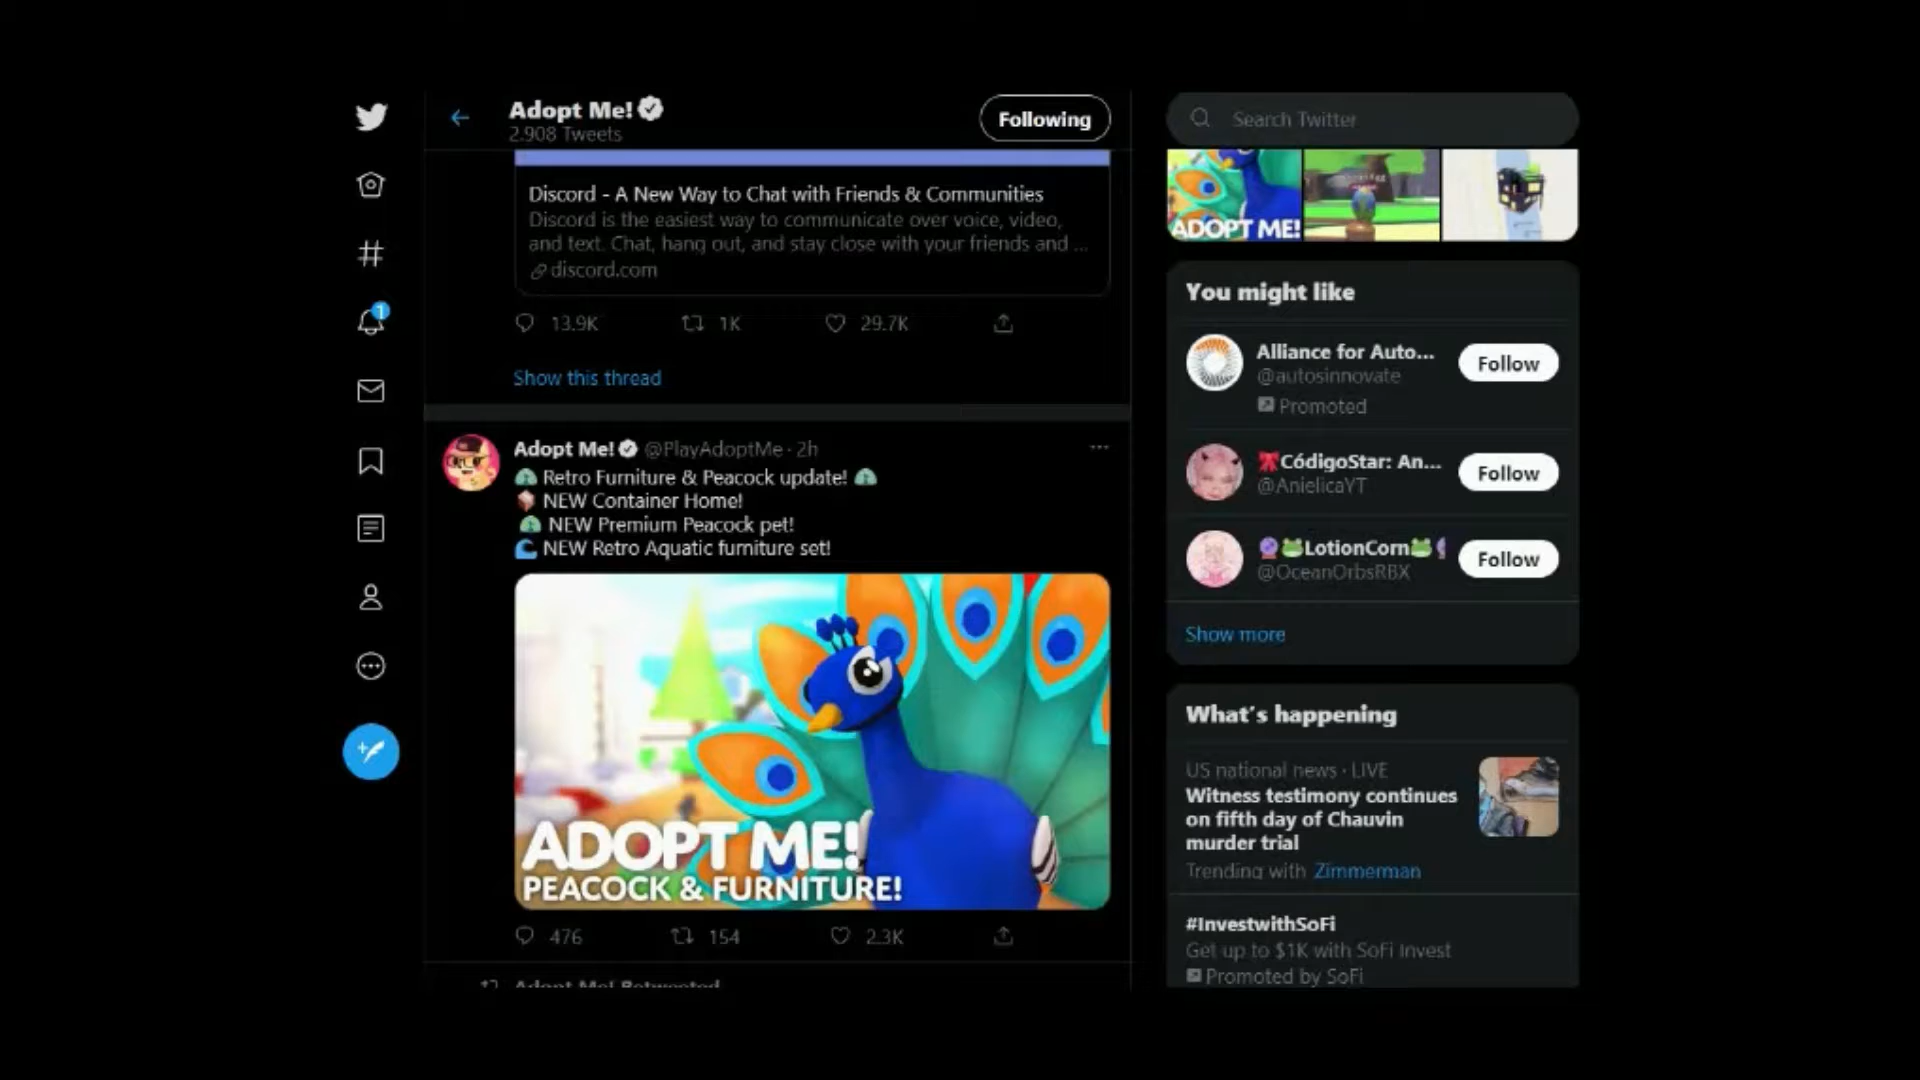 Adopt Me!
2.908 Tweets
Following
Discord - A New Way to Chat with Friends & Communities
Discord is the easiest way to communicate over voice, video,
and text. Chat, hang out, and stay close with your friends and ...
discord.com
13.9K 1K 29.7K
Show this thread
Adopt Me! @PlayAdoptMe · 2h
Retro Furniture & Peacock update!
NEW Container Home!
NEW Premium Peacock pet!
NEW Retro Aquatic furniture set!
ADOPT ME!
PEACOCK & FURNITURE!
476 154 2.3K
Adopt Me! Retweeted
1
Search Twitter
ADOPT ME!
You might like
Alliance for Auto...
@autosinnovate
Promoted
Follow
CódigoStar: An...
@AnielicaYT
Follow
LotionCorn
@OceanOrbsRBX
Follow
Show more
What's happening
US national news · LIVE
Witness testimony continues
on fifth day of Chauvin
murder trial
Trending with Zimmerman
#InvestwithSoFi
Get up to $1K with SoFi Invest
Promoted by SoFi